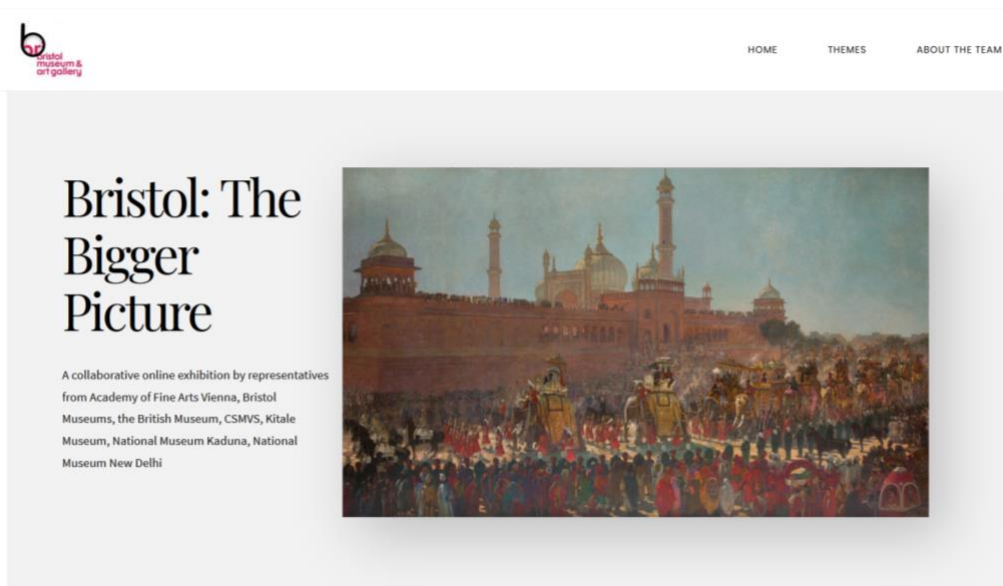 br
bristol
museum &
art gallery
HOME THEMES ABOUT THE TEAM
Bristol: The
Bigger
Picture
A collaborative online exhibition by representatives
from Academy of Fine Arts Vienna, Bristol
Museums, the British Museum, CSMVS, Kitale
Museum, National Museum Kaduna, National
Museum New Delhi